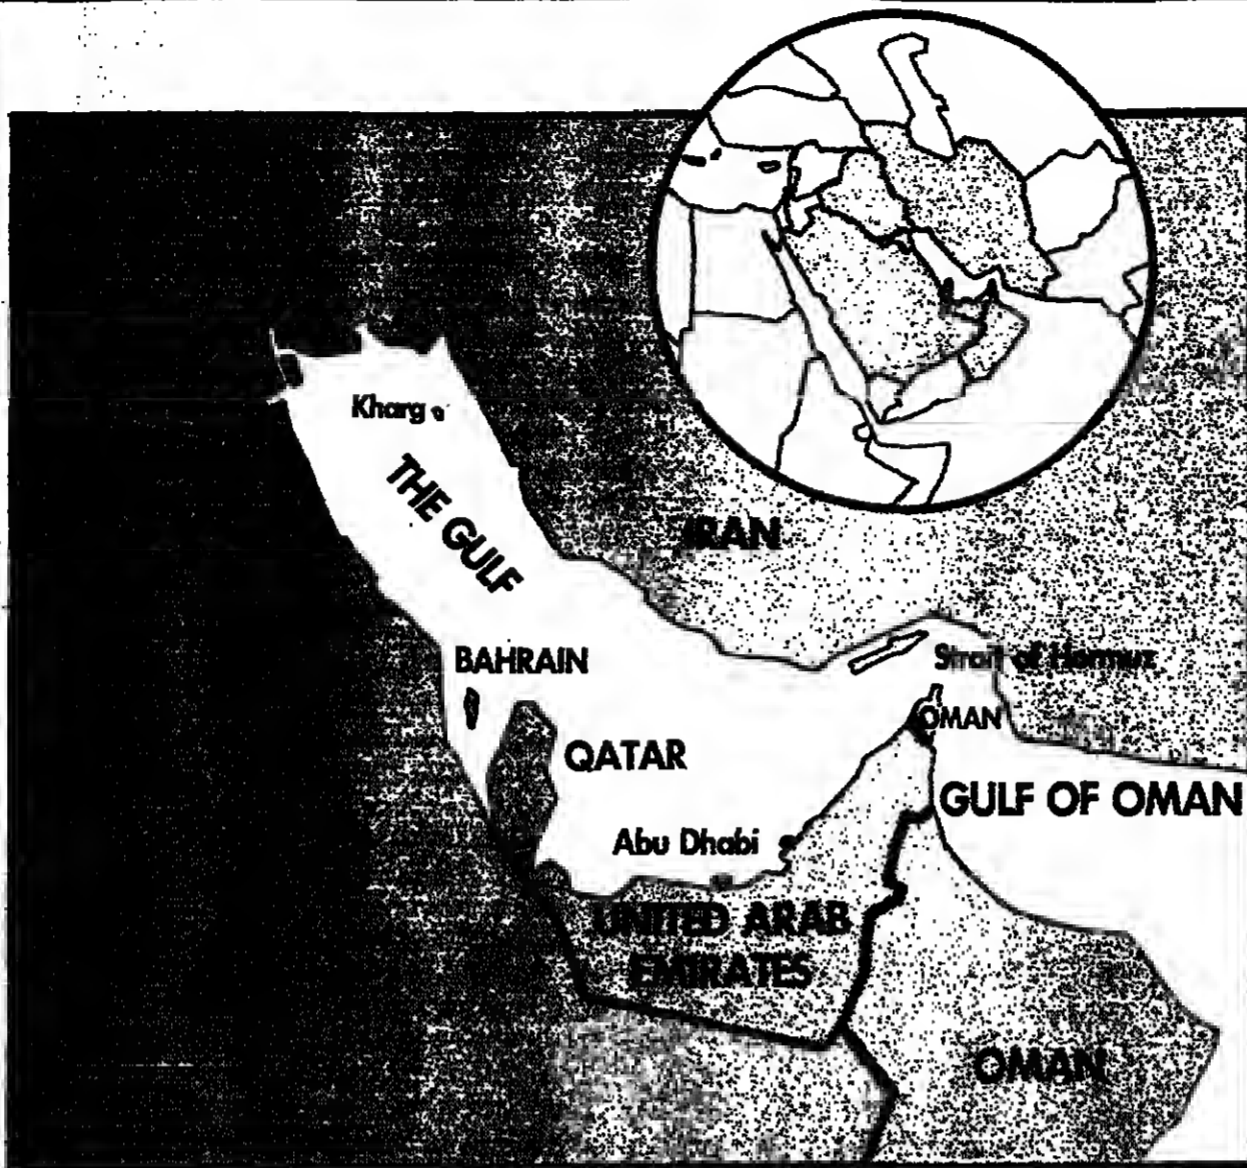 Kharg
THE GULF
IRAN
BAHRAIN
Strait of Hormuz
OMAN
QATAR
GULF OF OMAN
Abu Dhabi
UNITED ARAB
EMIRATES
OMAN